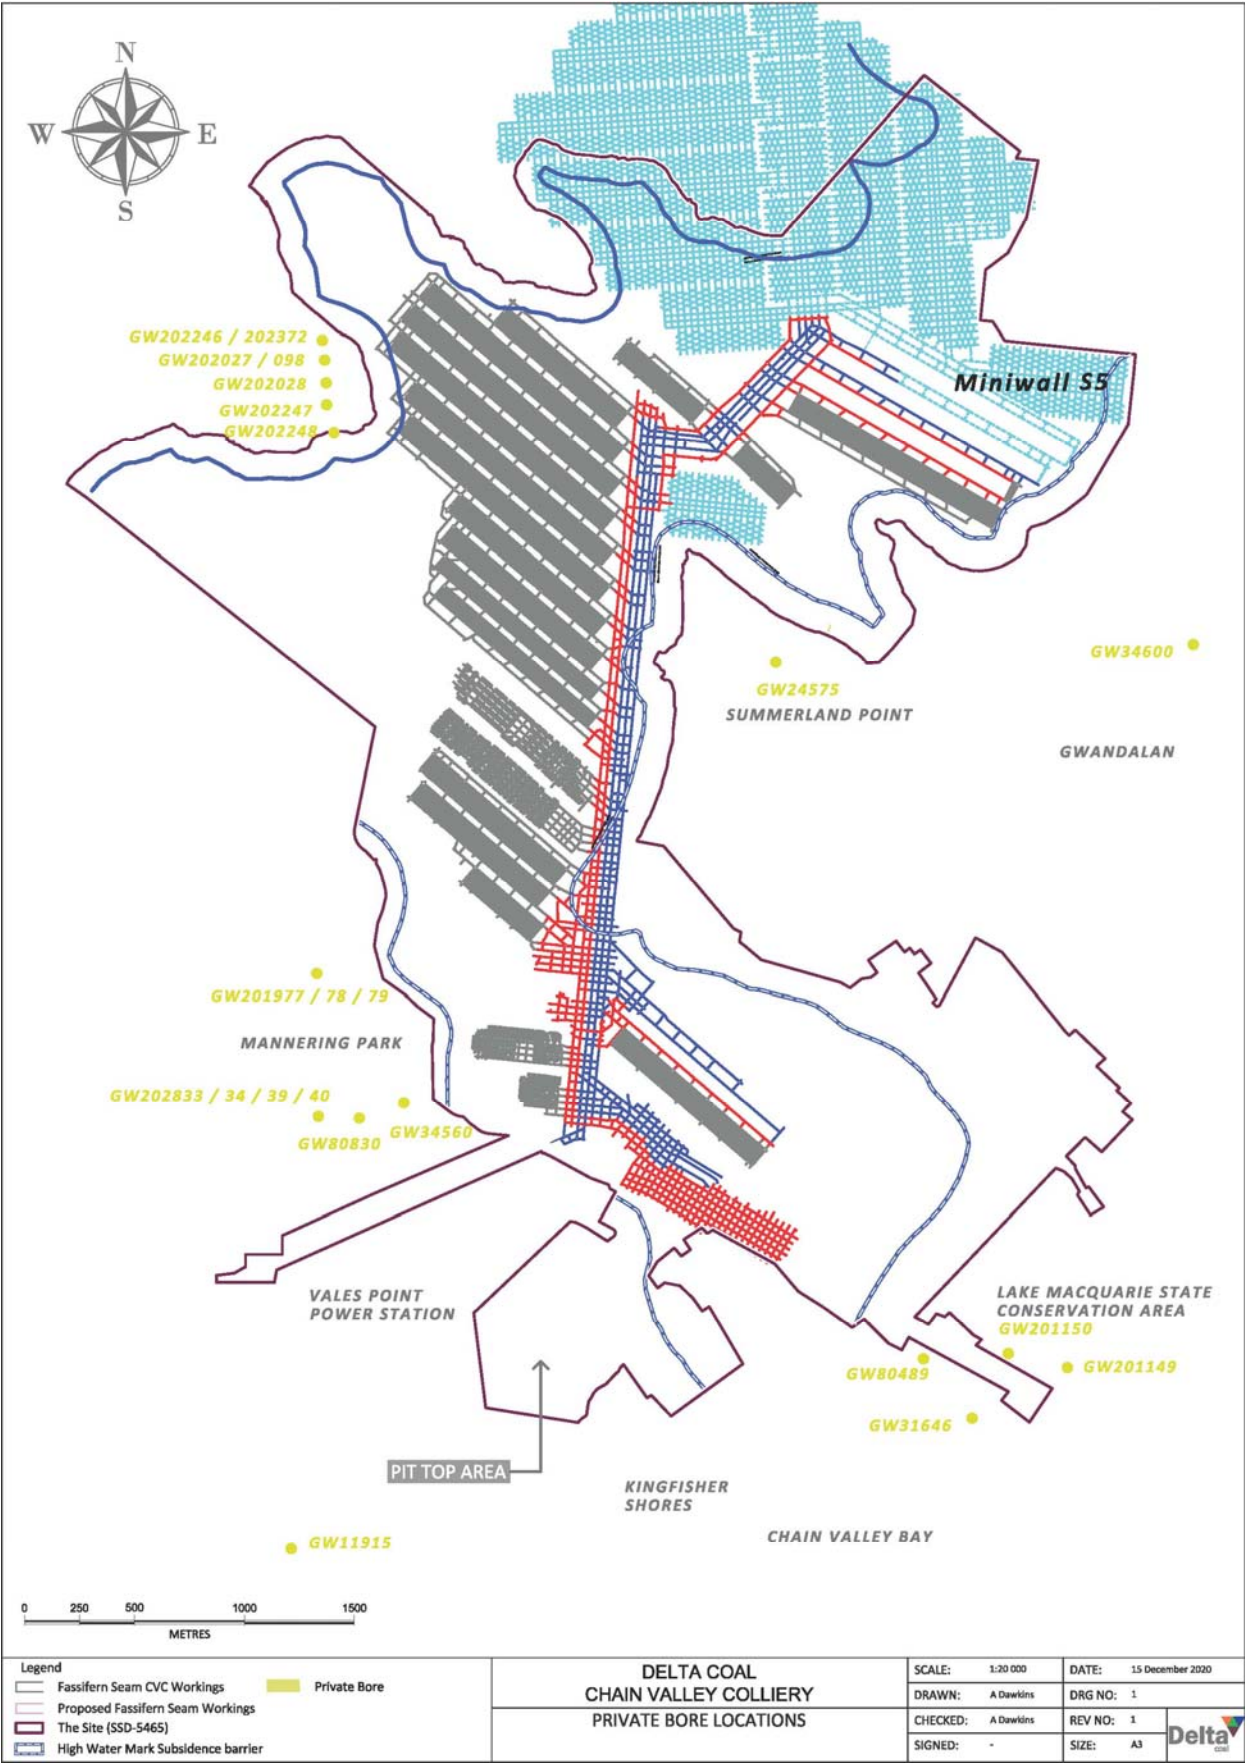 N
W E
S
GW202246 / 202372
GW202027 / 098
GW202028
GW202247
GW202248
Miniwall S5
GW34600
GW24575
SUMMERLAND POINT
GWANDALAN
GW201977 / 78 / 79
MANNERING PARK
GW202833 / 34 / 39 / 40
GW34560
GW80830
VALES POINT
POWER STATION
LAKE MACQUARIE STATE
CONSERVATION AREA
GW201150
GW201149
GW80489
GW31646
PIT TOP AREA
KINGFISHER
SHORES
CHAIN VALLEY BAY
GW11915
0 250 500 1000 1500
METRES
Legend
Fassifern Seam CVC Workings
Private Bore
Proposed Fassifern Seam Workings
The Site (SSD-5465)
High Water Mark Subsidence barrier
DELTA COAL
CHAIN VALLEY COLLIERY
PRIVATE BORE LOCATIONS
SCALE: 1:20 000
DATE: 15 December 2020
DRAWN: A Dawkins
DRG NO: 1
CHECKED: A Dawkins
REV NO: 1
SIGNED: -
SIZE: A3
Delta
coal